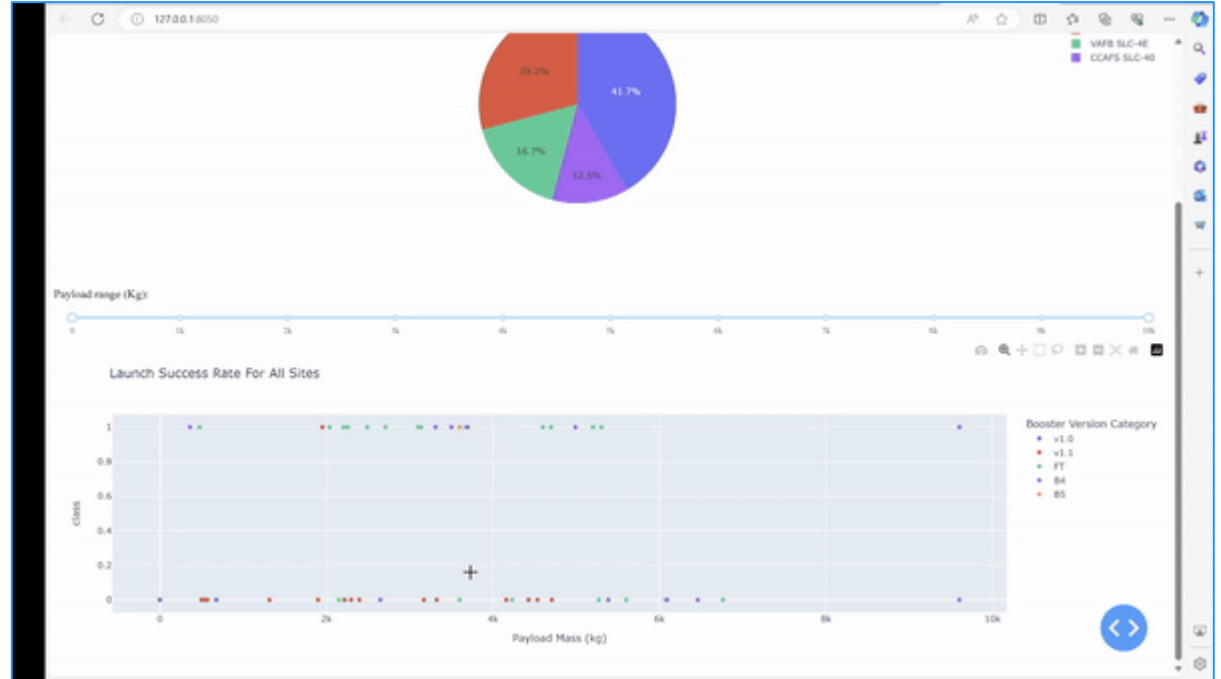 127.0.0.1:8050
VAFB SLC-4E
CCAFS SLC-40
29.2%
41.7%
16.7%
12.5%
Payload range (Kg):
0 1k 2k 3k 4k 5k 6k 7k 8k 9k 10k
Launch Success Rate For All Sites
Booster Version Category
v1.0
v1.1
FT
B4
B5
1
0.8
0.6
0.4
0.2
0
class
0 2k 4k 6k 8k 10k
Payload Mass (kg)